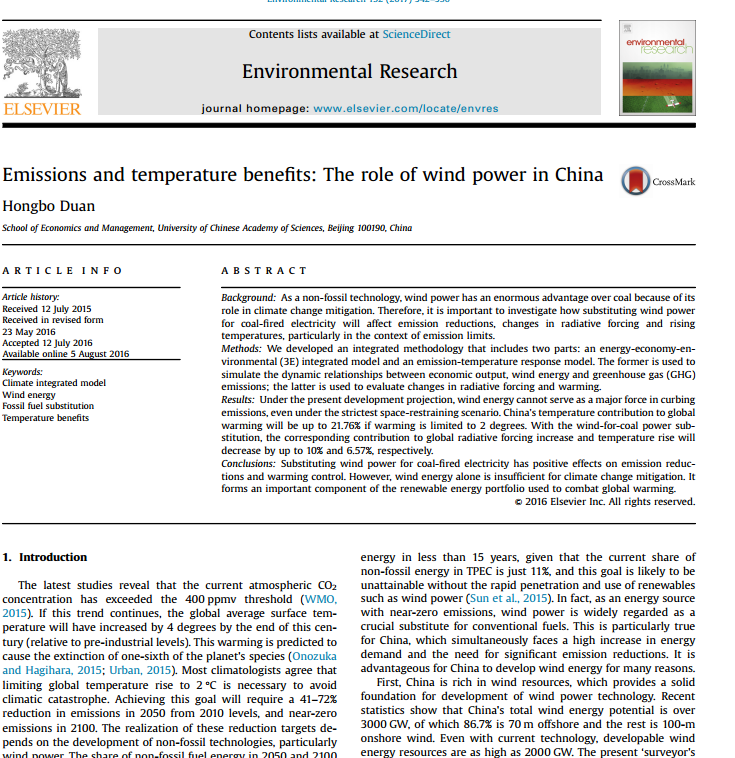 Contents lists available at ScienceDirect
Environmental Research
journal homepage: www.elsevier.com/locate/envres
ELSEVIER
environmental
research
Emissions and temperature benefits: The role of wind power in China
CrossMark
Hongbo Duan
School of Economics and Management, University of Chinese Academy of Sciences, Beijing 100190, China
ARTICLE INFO
Article history:
Received 12 July 2015
Received in revised form
23 May 2016
Accepted 12 July 2016
Available online 5 August 2016
Keywords:
Climate integrated model
Wind energy
Fossil fuel substitution
Temperature benefits
ABSTRACT
Background: As a non-fossil technology, wind power has an enormous advantage over coal because of its
role in climate change mitigation. Therefore, it is important to investigate how substituting wind power
for coal-fired electricity will affect emission reductions, changes in radiative forcing and rising
temperatures, particularly in the context of emission limits.
Methods: We developed an integrated methodology that includes two parts: an energy-economy-en-
vironmental (3E) integrated model and an emission-temperature response model. The former is used to
simulate the dynamic relationships between economic output, wind energy and greenhouse gas (GHG)
emissions; the latter is used to evaluate changes in radiative forcing and warming.
Results: Under the present development projection, wind energy cannot serve as a major force in curbing
emissions, even under the strictest space-restraining scenario. China's temperature contribution to global
warming will be up to 21.76% if warming is limited to 2 degrees. With the wind-for-coal power sub-
stitution, the corresponding contribution to global radiative forcing increase and temperature rise will
decrease by up to 10% and 6.57%, respectively.
Conclusions: Substituting wind power for coal-fired electricity has positive effects on emission reduc-
tions and warming control. However, wind energy alone is insufficient for climate change mitigation. It
forms an important component of the renewable energy portfolio used to combat global warming.
© 2016 Elsevier Inc. All rights reserved.
1. Introduction
The latest studies reveal that the current atmospheric CO₂
concentration has exceeded the 400 ppmv threshold (WMO,
2015). If this trend continues, the global average surface tem-
perature will have increased by 4 degrees by the end of this cen-
tury (relative to pre-industrial levels). This warming is predicted to
cause the extinction of one-sixth of the planet's species (Onozuka
and Hagihara, 2015; Urban, 2015). Most climatologists agree that
limiting global temperature rise to 2 °C is necessary to avoid
climatic catastrophe. Achieving this goal will require a 41–72%
reduction in emissions in 2050 from 2010 levels, and near-zero
emissions in 2100. The realization of these reduction targets de-
pends on the development of non-fossil technologies, particularly
wind power. The share of non-fossil fuel energy in 2050 and 2100
energy in less than 15 years, given that the current share of
non-fossil energy in TPEC is just 11%, and this goal is likely to be
unattainable without the rapid penetration and use of renewables
such as wind power (Sun et al., 2015). In fact, as an energy source
with near-zero emissions, wind power is widely regarded as a
crucial substitute for conventional fuels. This is particularly true
for China, which simultaneously faces a high increase in energy
demand and the need for significant emission reductions. It is
advantageous for China to develop wind energy for many reasons.
First, China is rich in wind resources, which provides a solid
foundation for development of wind power technology. Recent
statistics show that China's total wind energy potential is over
3000 GW, of which 86.7% is 70 m offshore and the rest is 100-m
onshore wind. Even with current technology, developable wind
energy resources are as high as 2000 GW. The present 'surveyor's